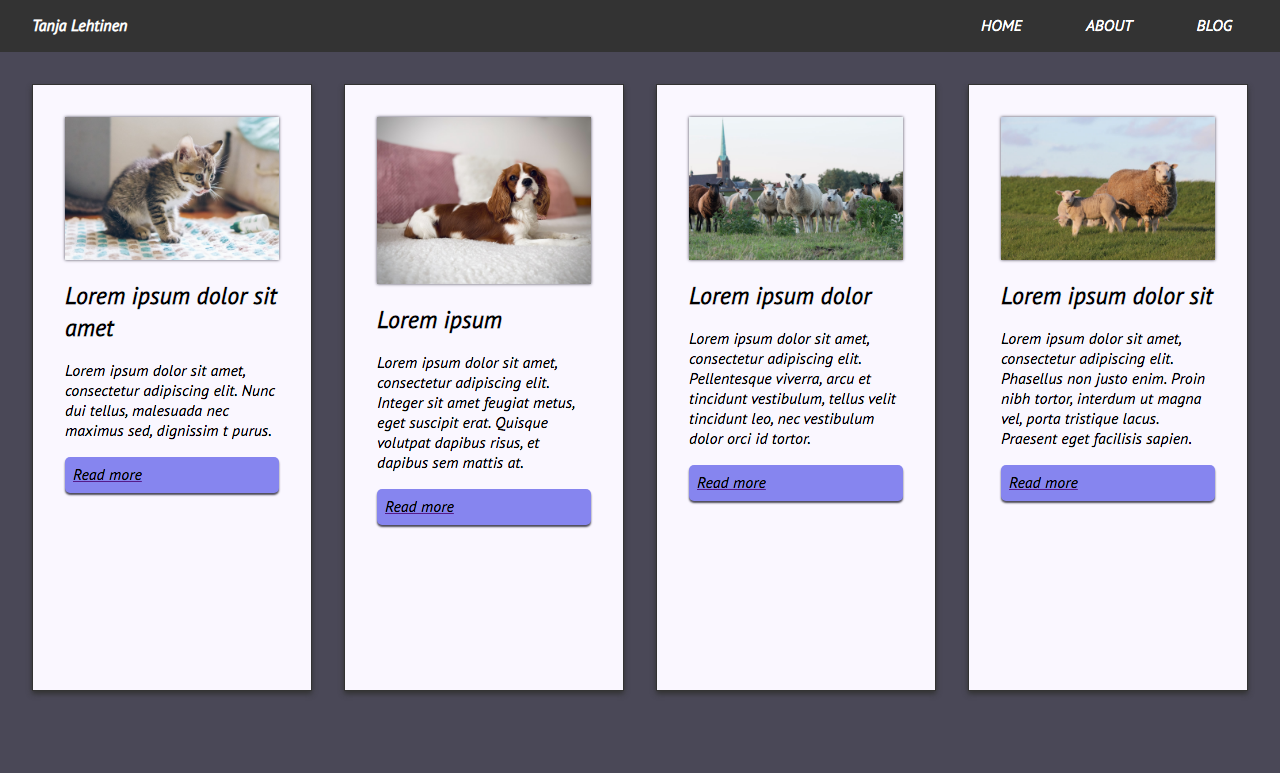 Tanja Lehtinen
HOME
ABOUT
BLOG
Lorem ipsum dolor sit
amet
Lorem ipsum dolor sit amet,
consectetur adipiscing elit. Nunc
dui tellus, malesuada nec
maximus sed, dignissim t purus.
Read more
Lorem ipsum
Lorem ipsum dolor sit amet,
consectetur adipiscing elit.
Integer sit amet feugiat metus,
eget suscipit erat. Quisque
volutpat dapibus risus, et
dapibus sem mattis at.
Read more
Lorem ipsum dolor
Lorem ipsum dolor sit amet,
consectetur adipiscing elit.
Pellentesque viverra, arcu et
tincidunt vestibulum, tellus velit
tincidunt leo, nec vestibulum
dolor orci id tortor.
Read more
Lorem ipsum dolor sit
Lorem ipsum dolor sit amet,
consectetur adipiscing elit.
Phasellus non justo enim. Proin
nibh tortor, interdum ut magna
vel, porta tristique lacus.
Praesent eget facilisis sapien.
Read more